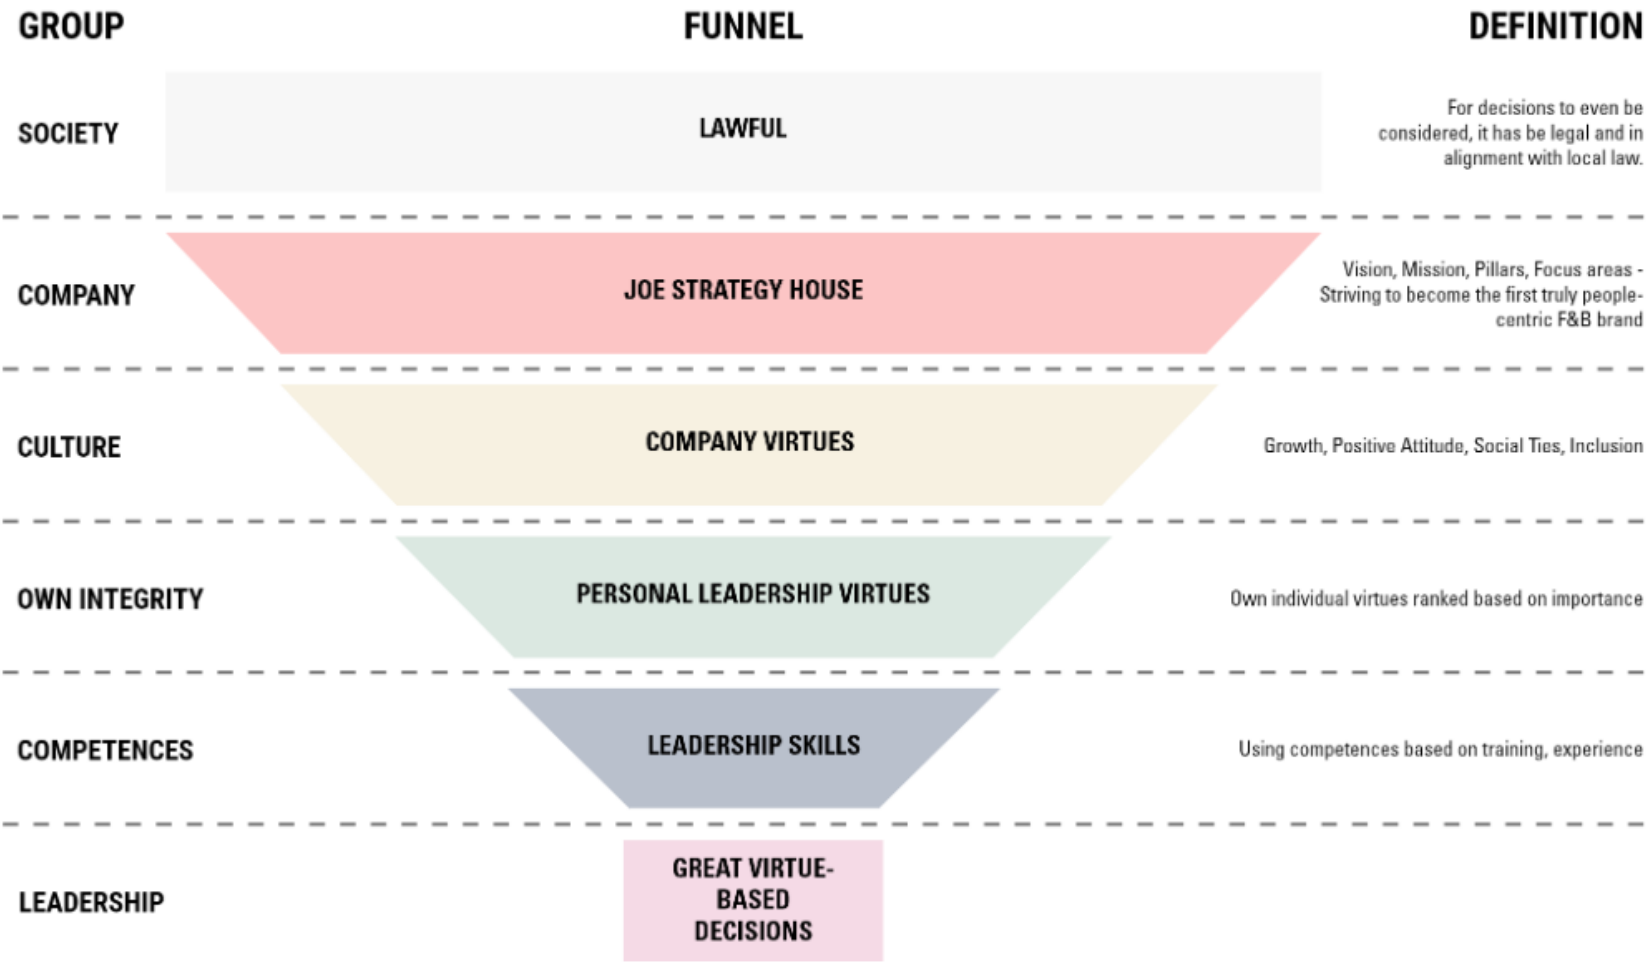 GROUP
FUNNEL
DEFINITION
SOCIETY
LAWFUL
For decisions to even be
considered, it has be legal and in
alignment with local law.
COMPANY
JOE STRATEGY HOUSE
Vision, Mission, Pillars, Focus areas -
Striving to become the first truly people-
centric F&B brand
CULTURE
COMPANY VIRTUES
Growth, Positive Attitude, Social Ties, Inclusion
OWN INTEGRITY
PERSONAL LEADERSHIP VIRTUES
Own individual virtues ranked based on importance
COMPETENCES
LEADERSHIP SKILLS
Using competences based on training, experience
LEADERSHIP
GREAT VIRTUE-
BASED
DECISIONS